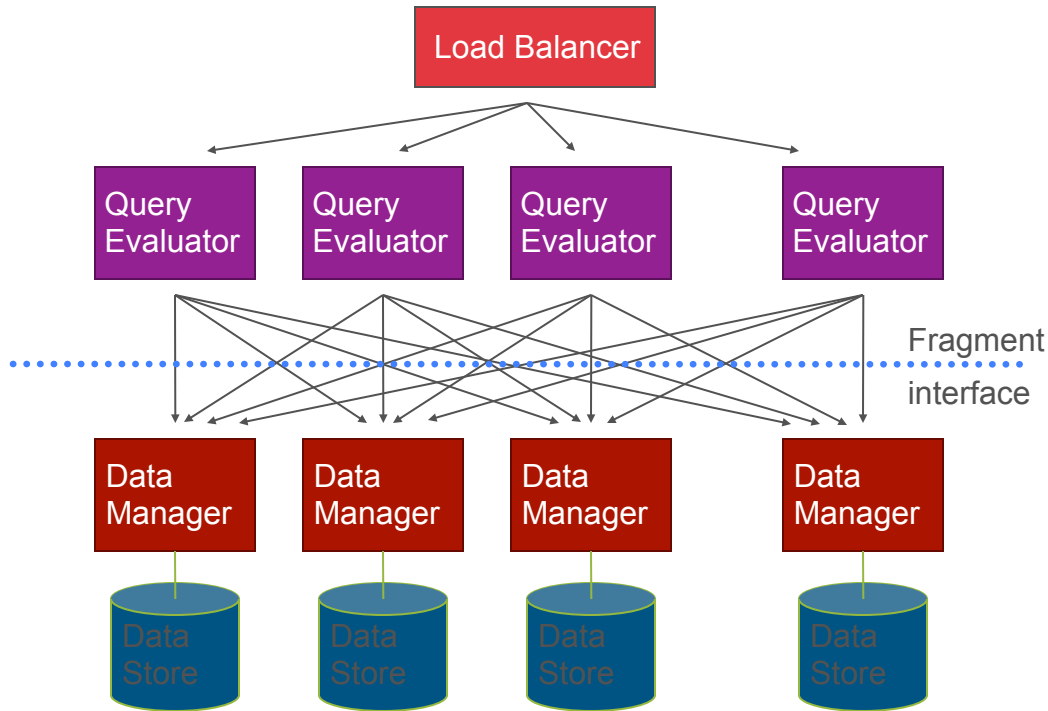 Load Balancer
Query
Evaluator
Query
Evaluator
Query
Evaluator
Query
Evaluator
Fragment
interface
Data
Manager
Data
Manager
Data
Manager
Data
Manager
Data
Store
Data
Store
Data
Store
Data
Store